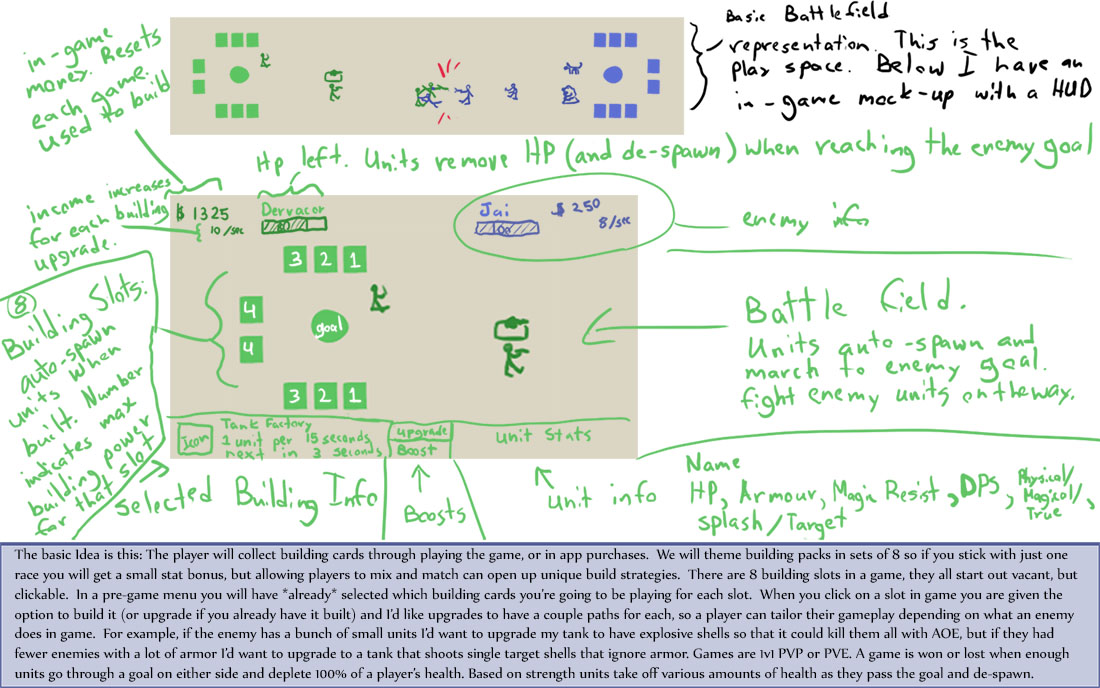 Basic Battlefield
representation. This is the
play space. Below I have an
in-game mock-up with a HUD
in-game
money. Resets
each game.
used to build
Hp left. Units remove HP (and de-spawn) when reaching the enemy goal
income increases
for each building
upgrade.
$ 1325
10 /sec
Dervacor
80
Jai
100
$ 250
8/sec
enemy info
3 2 1
4
goal
4
3 2 1
8
Building Slots:
auto-spawn
units when
built. Number
indicates max
building power
for that slot
Battle field.
Units auto-spawn and
march to enemy goal.
fight enemy units on the way.
Icon
Tank Factory
1 unit per 15 seconds
next in 3 seconds
upgrade
Boost
Unit Stats
Selected Building Info
Boosts
Unit info
Name
HP, Armour, Magic Resist, DPS, Physical/
Magical/
True,
splash/Target
The basic Idea is this: The player will collect building cards through playing the game, or in app purchases. We will theme building packs in sets of 8 so if you stick with just one
race you will get a small stat bonus, but allowing players to mix and match can open up unique build strategies. There are 8 building slots in a game, they all start out vacant, but
clickable. In a pre-game menu you will have *already* selected which building cards you're going to be playing for each slot. When you click on a slot in game you are given the
option to build it (or upgrade if you already have it built) and I'd like upgrades to have a couple paths for each, so a player can tailor their gameplay depending on what an enemy
does in game. For example, if the enemy has a bunch of small units I'd want to upgrade my tank to have explosive shells so that it could kill them all with AOE, but if they had
fewer enemies with a lot of armor I'd want to upgrade to a tank that shoots single target shells that ignore armor. Games are 1v1 PVP or PVE. A game is won or lost when enough
units go through a goal on either side and deplete 100% of a player's health. Based on strength units take off various amounts of health as they pass the goal and de-spawn.